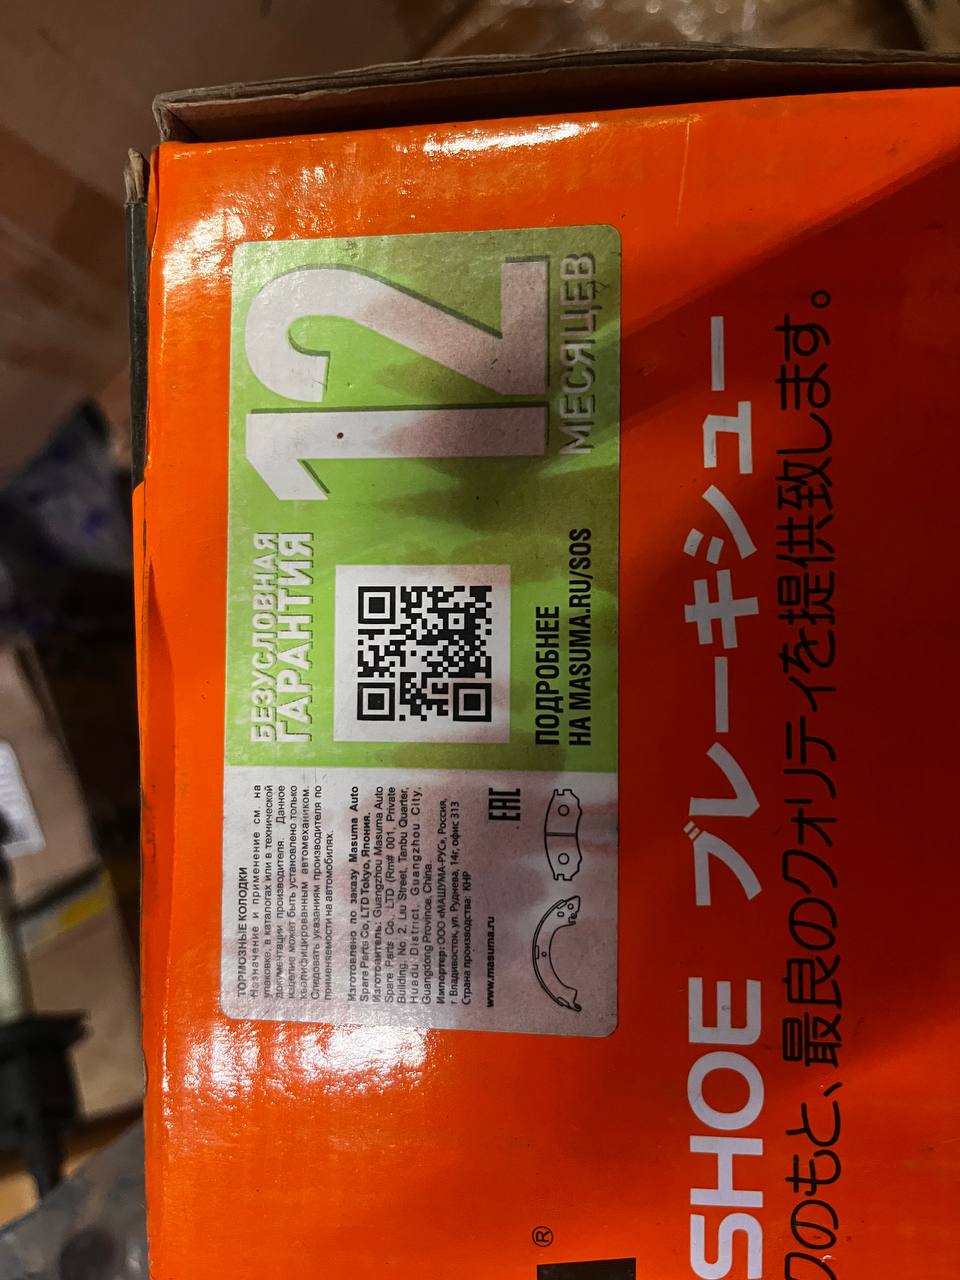 ТОРМОЗНЫЕ КОЛОДКИ
Назначение и применение см. на
упаковке, в каталогах или в технической
документации производителя. Данное
изделие может быть установлено только
квалифицированным автомехаником.
Следовать указаниям производителя по
применяемости на автомобилях.
Изготовлено по заказу Masuma Auto
Spare Parts Co., LTD Tokyo, Япония.
Изготовитель: Guangzhou Masuma Auto
Spare Parts Co., LTD (Rm# 001, Private
Building, No. 2, Liu Street, Tanbu Quarter,
Huadu District, Guangzhou City,
Guangdong Province, China
Импортер: ООО «МАШУМА-РУС», Россия,
г Владивосток, ул. Руднева, 14г, офис 313
Страна производства: КНР
www.masuma.ru
EAC
БЕЗУСЛОВНАЯ
ГАРАНТИЯ
12
МЕСЯЦЕВ
ПОДРОБНЕЕ
НА MASUMA.RU/SOS
®
SHOE ブレーキシュー
のもと、最良のクオリティを提供致します。